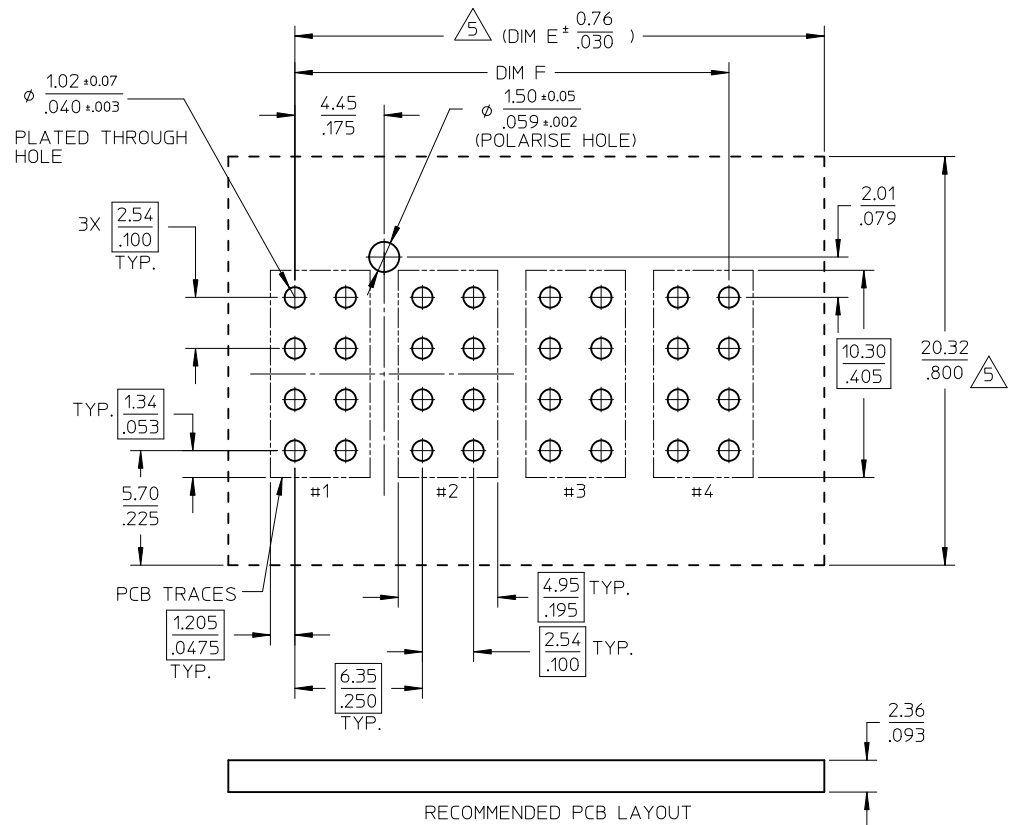 5 (DIM E± 0.76
.030 )
DIM F
Ø 1.02 ±0.07
.040 ±.003
PLATED THROUGH
HOLE
4.45
.175
Ø 1.50 ±0.05
.059 ±.002
(POLARISE HOLE)
2.01
.079
3X 2.54
.100
TYP.
10.30
.405
20.32
.800 5
TYP. 1.34
.053
5.70
.225
#1 #2 #3 #4
PCB TRACES
4.95 TYP.
.195
1.205
.0475
TYP.
2.54 TYP.
.100
6.35
.250
TYP.
2.36
.093
RECOMMENDED PCB LAYOUT